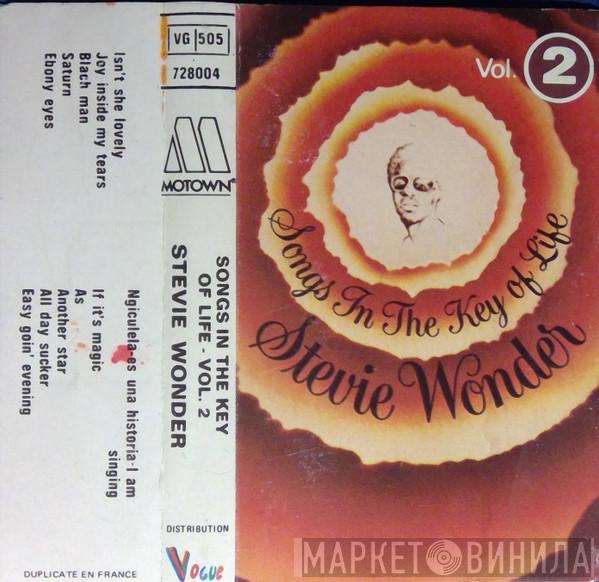 Isn't she lovely
Joy inside my tears
Blach man
Saturn
Ebony eyes
Ngiculela-es una historia-I am
singing
If it's magic
As
Another star
All day sucker
Easy goin' evening
DUPLICATE EN FRANCE
VG 505
728004
MOTOWN
SONGS IN THE KEY
OF LIFE - VOL. 2
STEVIE WONDER
DISTRIBUTION
VOGUE
Vol. 2
Songs In The Key of Life
Stevie Wonder
МАРКЕТ ВИНИЛА